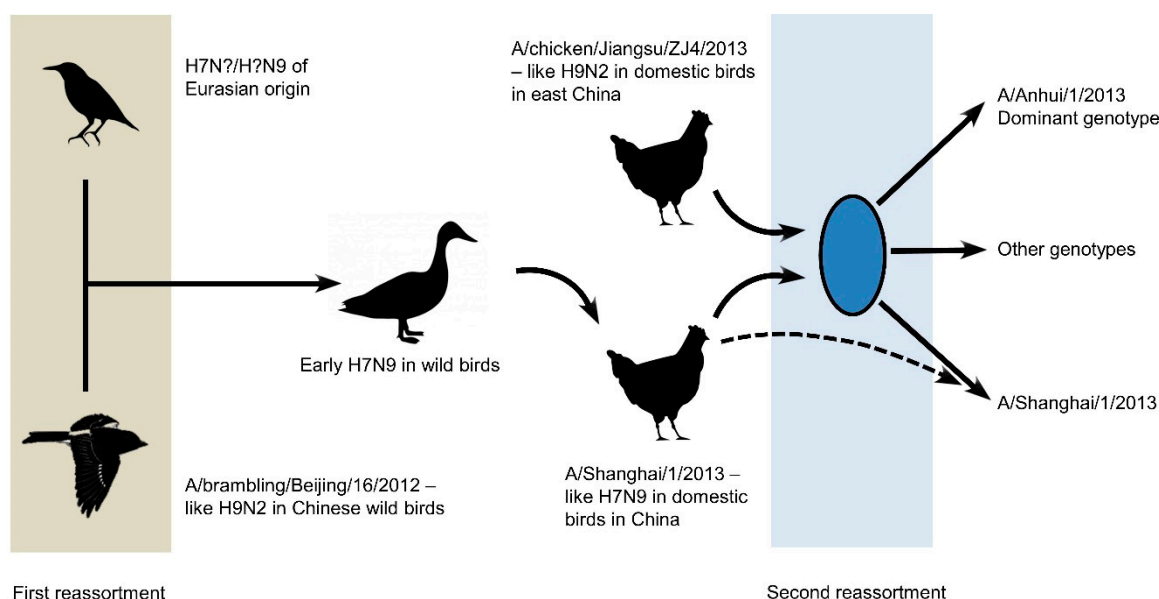 H7N?/H?N9 of
Eurasian origin
A/brambling/Beijing/16/2012 –
like H9N2 in Chinese wild birds
First reassortment
Early H7N9 in wild birds
A/chicken/Jiangsu/ZJ4/2013
– like H9N2 in domestic birds
in east China
A/Shanghai/1/2013 –
like H7N9 in domestic
birds in China
A/Anhui/1/2013
Dominant genotype
Other genotypes
A/Shanghai/1/2013
Second reassortment